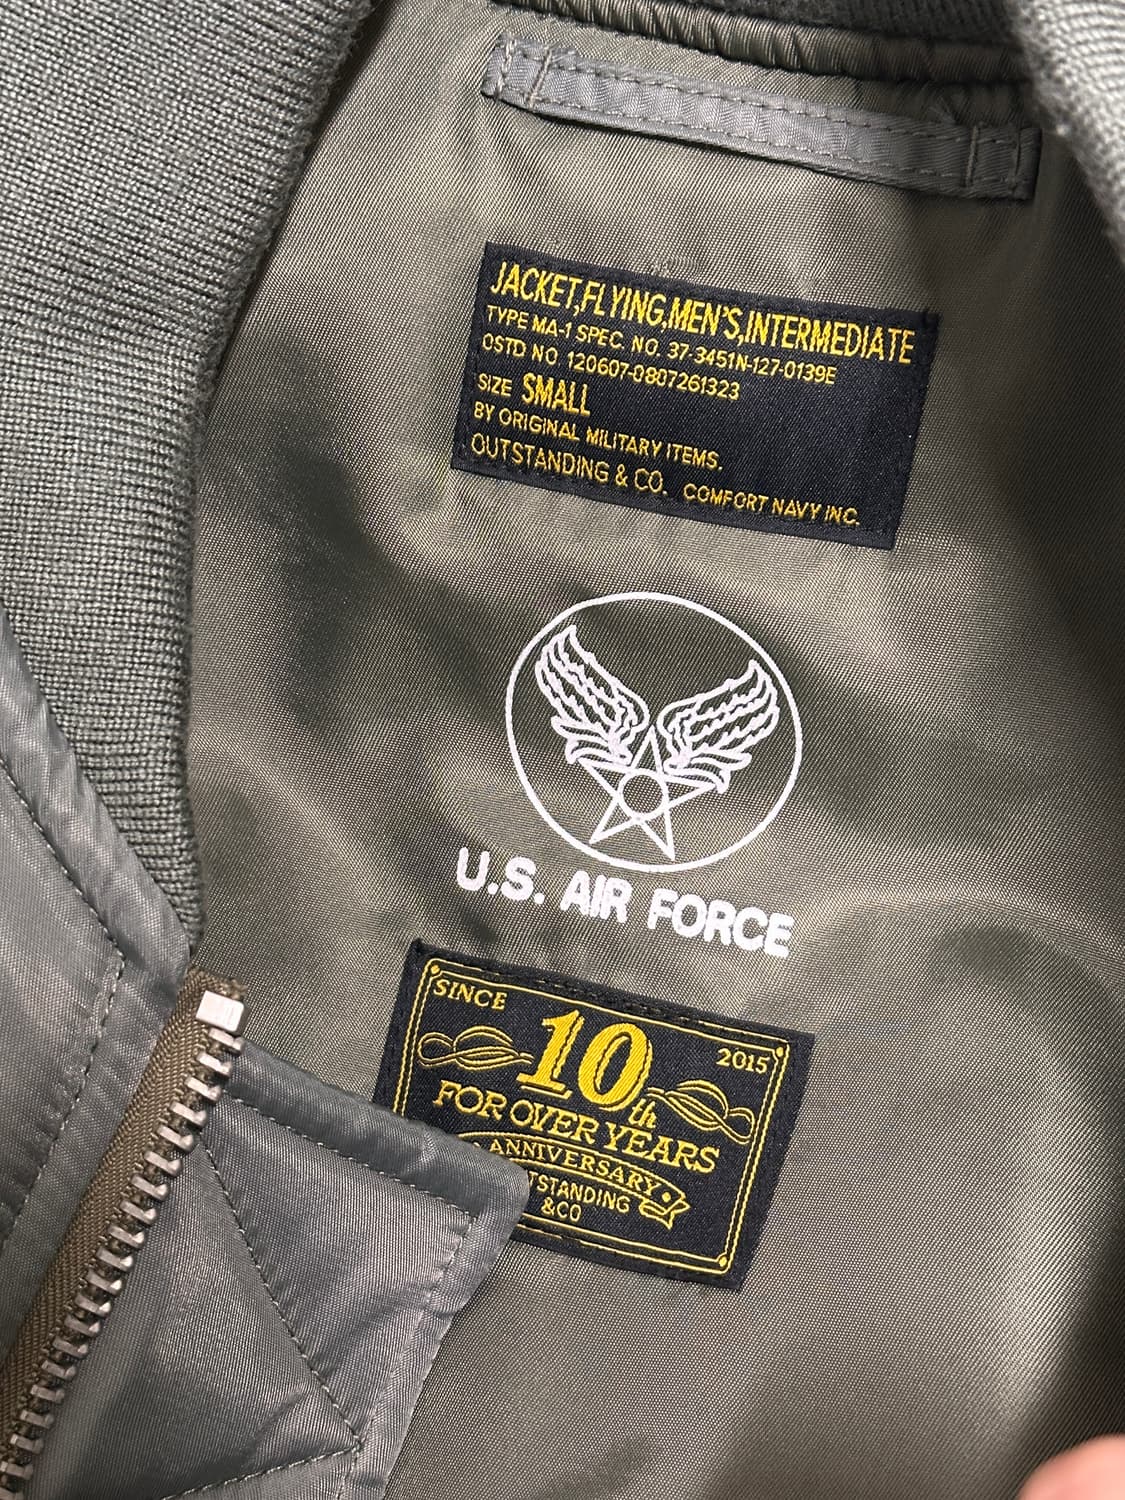 JACKET,FLYING,MEN'S,INTERMEDIATE
TYPE MA-1 SPEC. NO. 37-3451N-127-0139E
OSTD NO 120607-0807261323
SIZE SMALL
BY ORIGINAL MILITARY ITEMS.
OUTSTANDING & CO. COMFORT NAVY INC.
U.S. AIR FORCE
SINCE 2015
10th
FOR OVER YEARS
ANNIVERSARY
TSTANDING
&CO